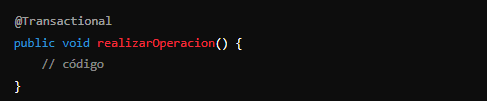 @Transactional
public void realizarOperacion() {
    // código
}